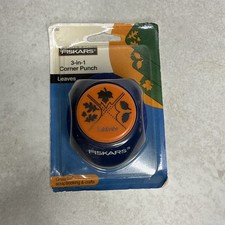 FISKARS
3-in-1
Corner Punch
Leaves
FISKARS